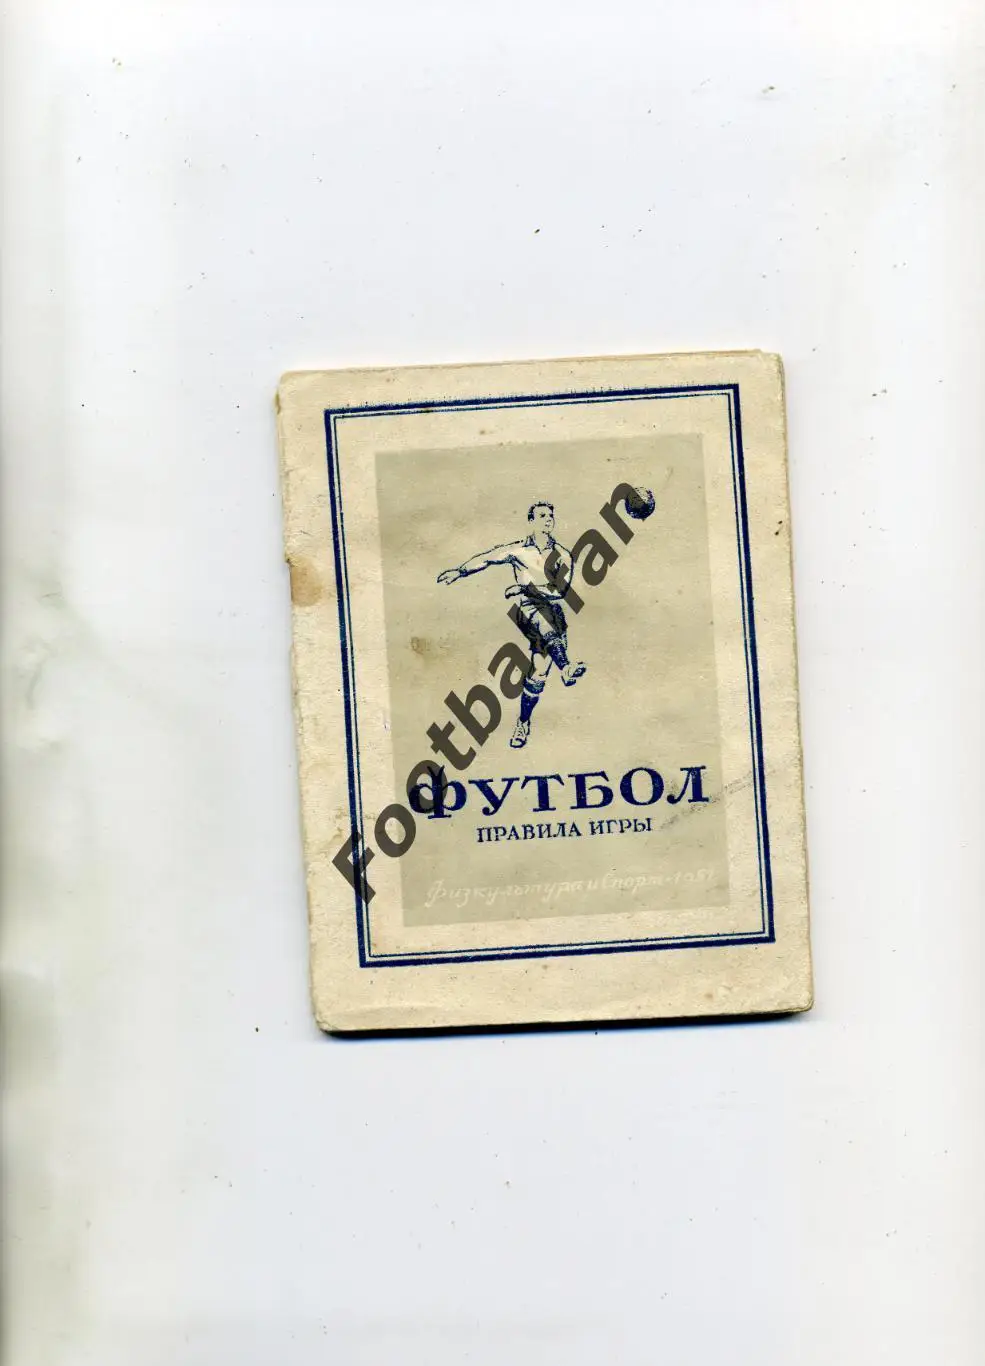 Footballfan
ФУТБОЛ
ПРАВИЛА ИГРЫ
Физкультура и спорт-1951